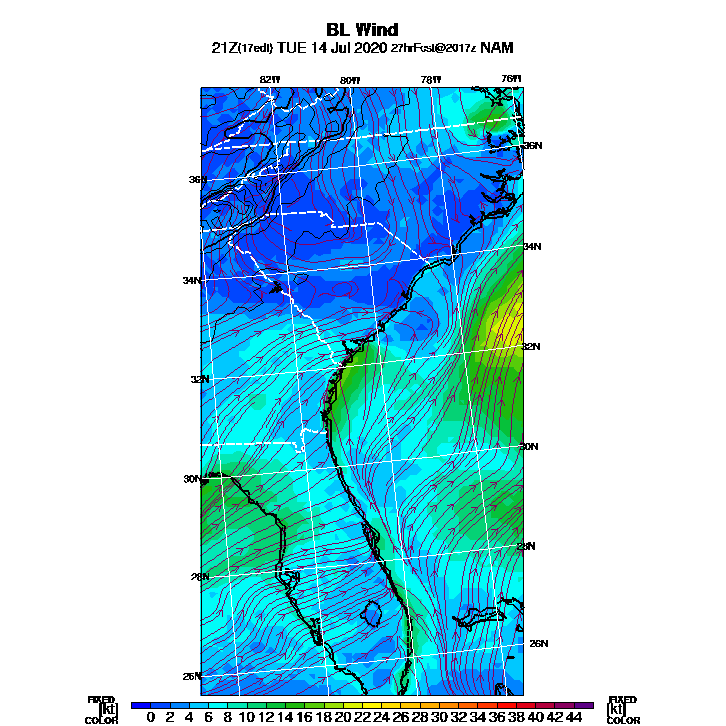 BL Wind
21Z(17edt) TUE 14 Jul 2020 27hrFcst@2017z NAM
82W 80W 78W 76W
36N
36N
34N
34N
32N
32N
30N
30N
28N
28N
26N
26N
FIXED FIXED
[kt] 0 2 4 6 8 10 12 14 16 18 20 22 24 26 28 30 32 34 36 38 40 42 44 [kt]
COLOR COLOR